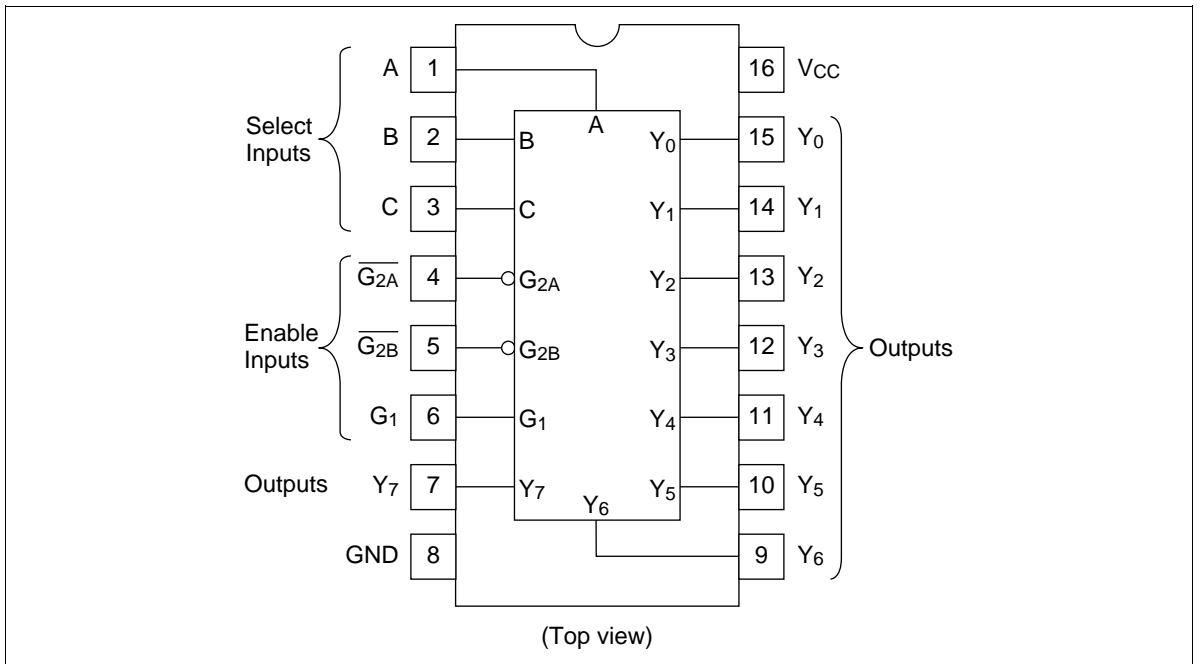 A 1 16 VCC
A
Select
Inputs
B 2 B Y0 15 Y0
C 3 C Y1 14 Y1
G2A 4 G2A Y2 13 Y2
Enable
Inputs
G2B 5 G2B Y3 12 Y3
Outputs
G1 6 G1 Y4 11 Y4
Outputs Y7 7 Y7 Y5 10 Y5
Y6
GND 8 9 Y6
(Top view)